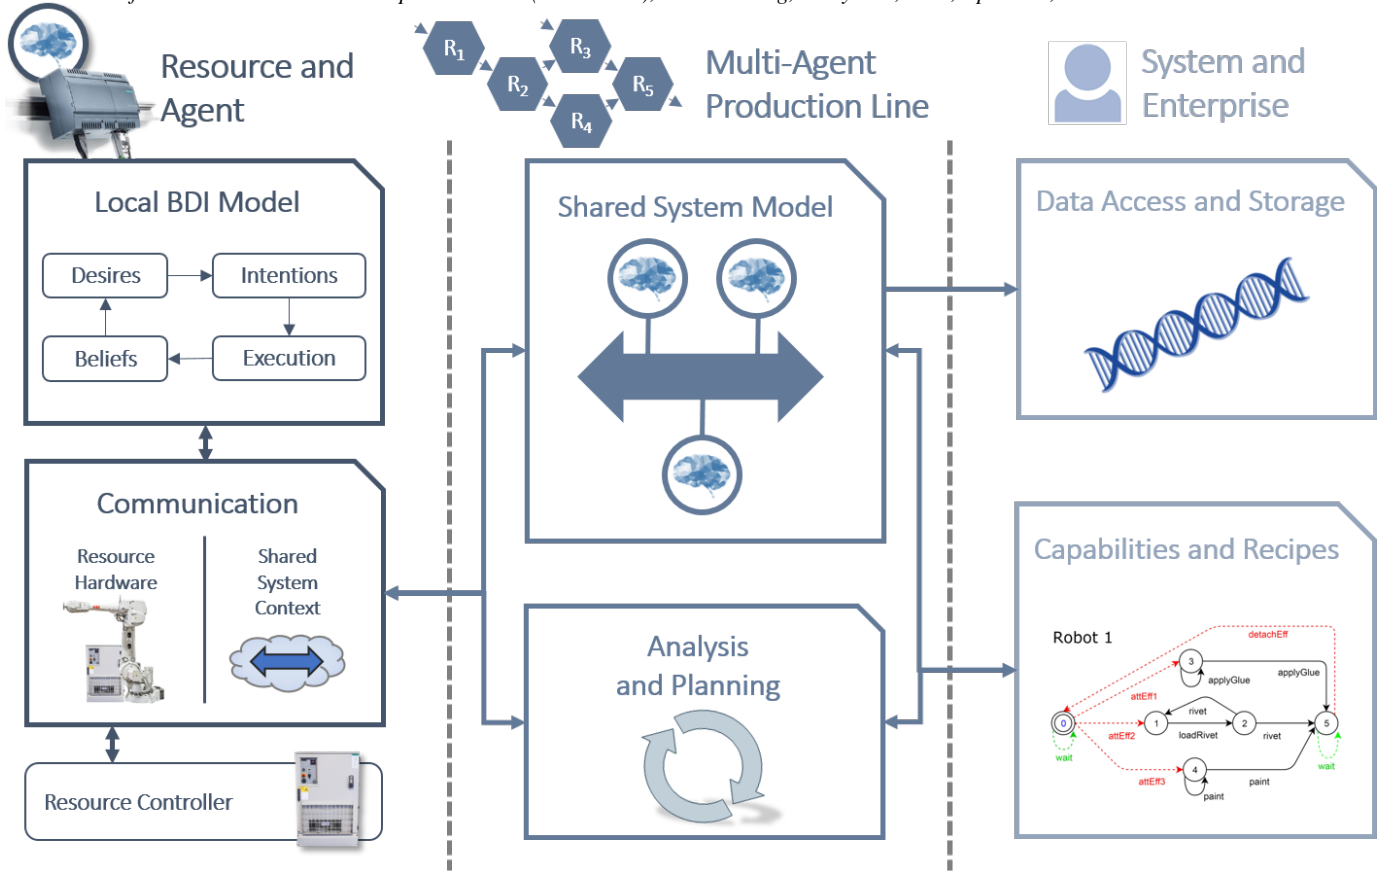 Resource and
Agent
R1
R2
R3
R4
R5
Multi-Agent
Production Line
System and
Enterprise
Local BDI Model
Desires
Intentions
Beliefs
Execution
Communication
Resource
Hardware
Shared
System
Context
Resource Controller
Shared System Model
Analysis
and Planning
Data Access and Storage
Capabilities and Recipes
Robot 1
detachEff
3
applyGlue
applyGlue
attEff1
rivet
0
1
2
5
attEff2
loadRivet
rivet
wait
wait
4
attEff3
paint
paint